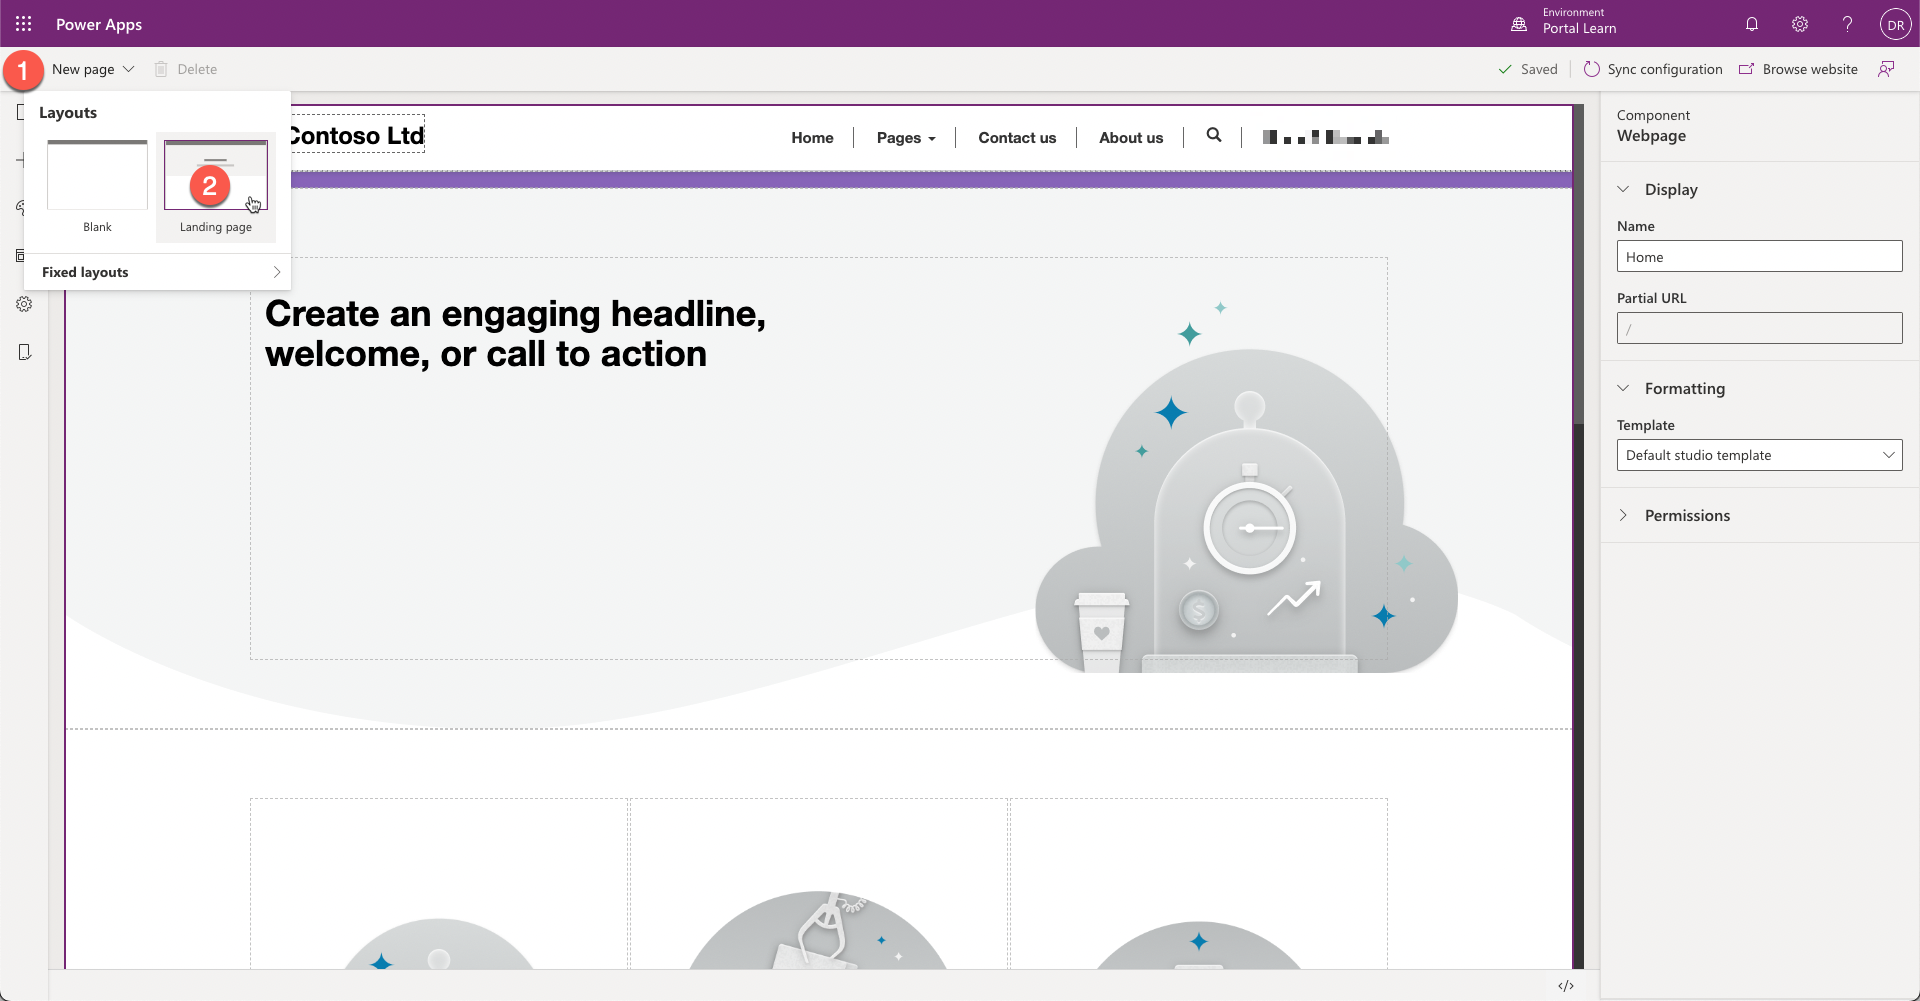 Power Apps
Environment
Portal Learn
DR
1
New page
Delete
Saved
Sync configuration
Browse website
Layouts
2
Blank
Landing page
Fixed layouts
Contoso Ltd
Home
Pages
Contact us
About us
Create an engaging headline,
welcome, or call to action
$
Component
Webpage
Display
Name
Home
Partial URL
/
Formatting
Template
Default studio template
Permissions
</>